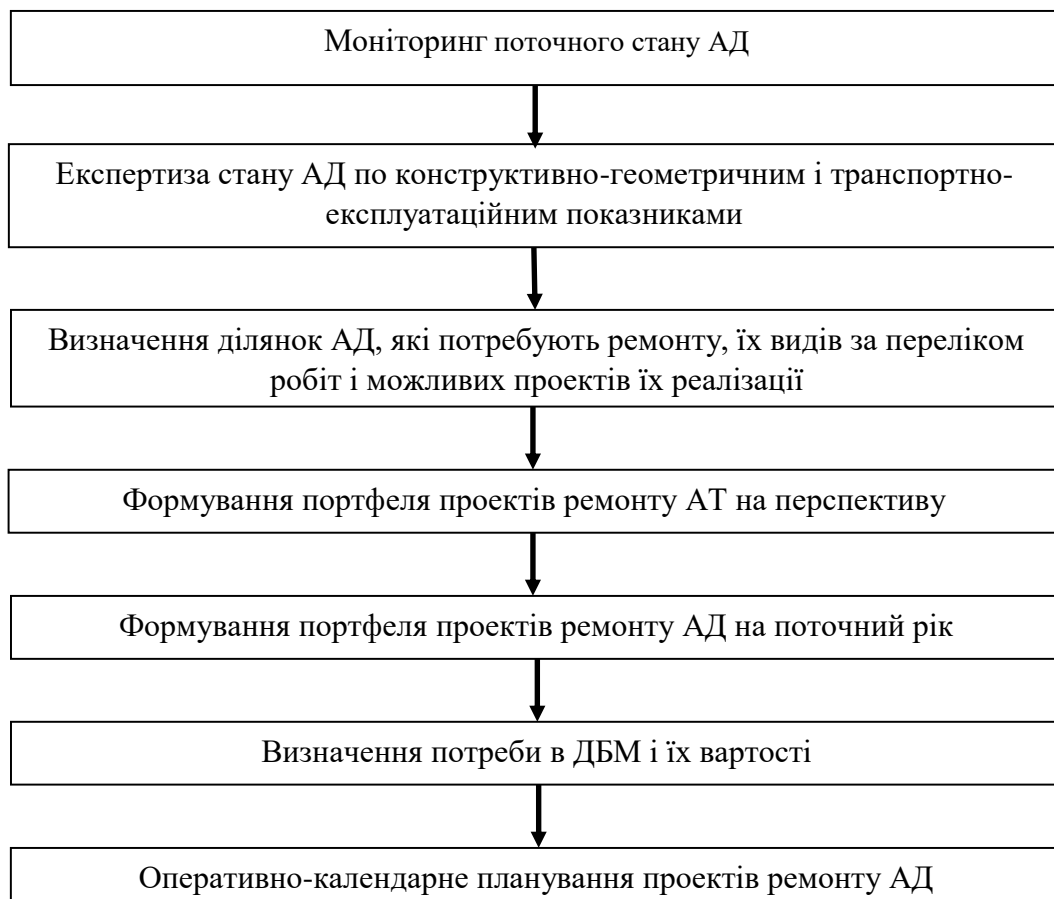 Моніторинг поточного стану АД
Експертиза стану АД по конструктивно-геометричним і транспортно-
експлуатаційним показниками
Визначення ділянок АД, які потребують ремонту, їх видів за переліком
робіт і можливих проектів їх реалізації
Формування портфеля проектів ремонту АТ на перспективу
Формування портфеля проектів ремонту АД на поточний рік
Визначення потреби в ДБМ і їх вартості
Оперативно-календарне планування проектів ремонту АД